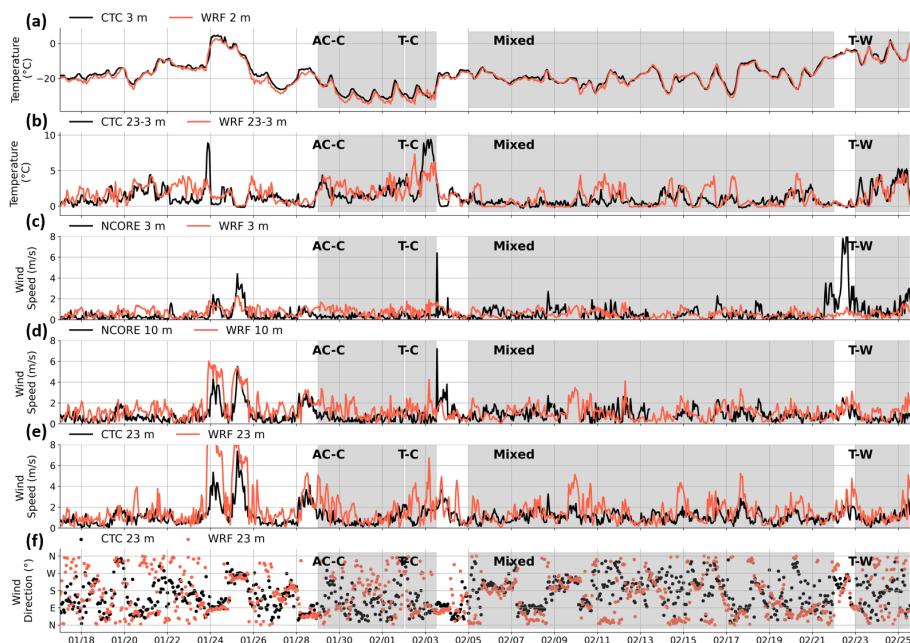 (a) CTC 3 m WRF 2 m
AC-C T-C Mixed T-W
Temperature (°C)
0
−20
(b) CTC 23-3 m WRF 23-3 m
AC-C T-C Mixed T-W
Temperature (°C)
10
5
0
(c) NCORE 3 m WRF 3 m
AC-C T-C Mixed T-W
Wind Speed (m/s)
8
6
4
2
0
(d) NCORE 10 m WRF 10 m
AC-C T-C Mixed T-W
Wind Speed (m/s)
8
6
4
2
0
(e) CTC 23 m WRF 23 m
AC-C T-C Mixed T-W
Wind Speed (m/s)
8
6
4
2
0
(f) CTC 23 m WRF 23 m
AC-C T-C Mixed T-W
Wind Direction (°)
N
W
S
E
N
01/18 01/20 01/22 01/24 01/26 01/28 01/30 02/01 02/03 02/05 02/07 02/09 02/11 02/13 02/15 02/17 02/19 02/21 02/23 02/25